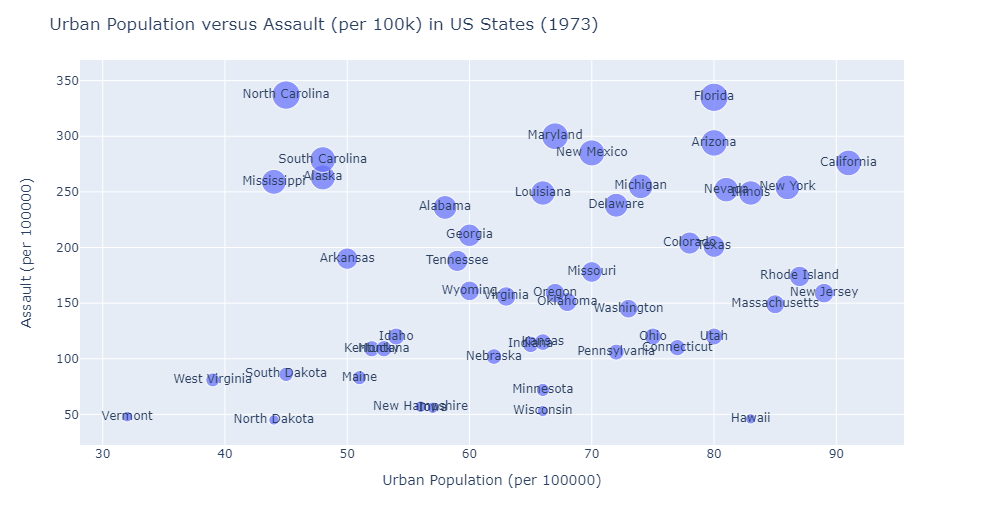 Urban Population versus Assault (per 100k) in US States (1973)
Assault (per 100000)
350
300
250
200
150
100
50
North Carolina
Florida
Maryland
Arizona
New Mexico
South Carolina
California
Alaska
Mississippi
Michigan
New York
Nevada
Illinois
Louisiana
Delaware
Alabama
Georgia
Colorado
Texas
Arkansas
Tennessee
Missouri
Rhode Island
Wyoming
Virginia
Oregon
New Jersey
Oklahoma
Massachusetts
Washington
Idaho
Ohio
Utah
Kentucky
Montana
Kansas
Indiana
Connecticut
Pennsylvania
Nebraska
South Dakota
West Virginia
Maine
Minnesota
New Hampshire
Iowa
Wisconsin
Vermont
North Dakota
Hawaii
30
40
50
60
70
80
90
Urban Population (per 100000)